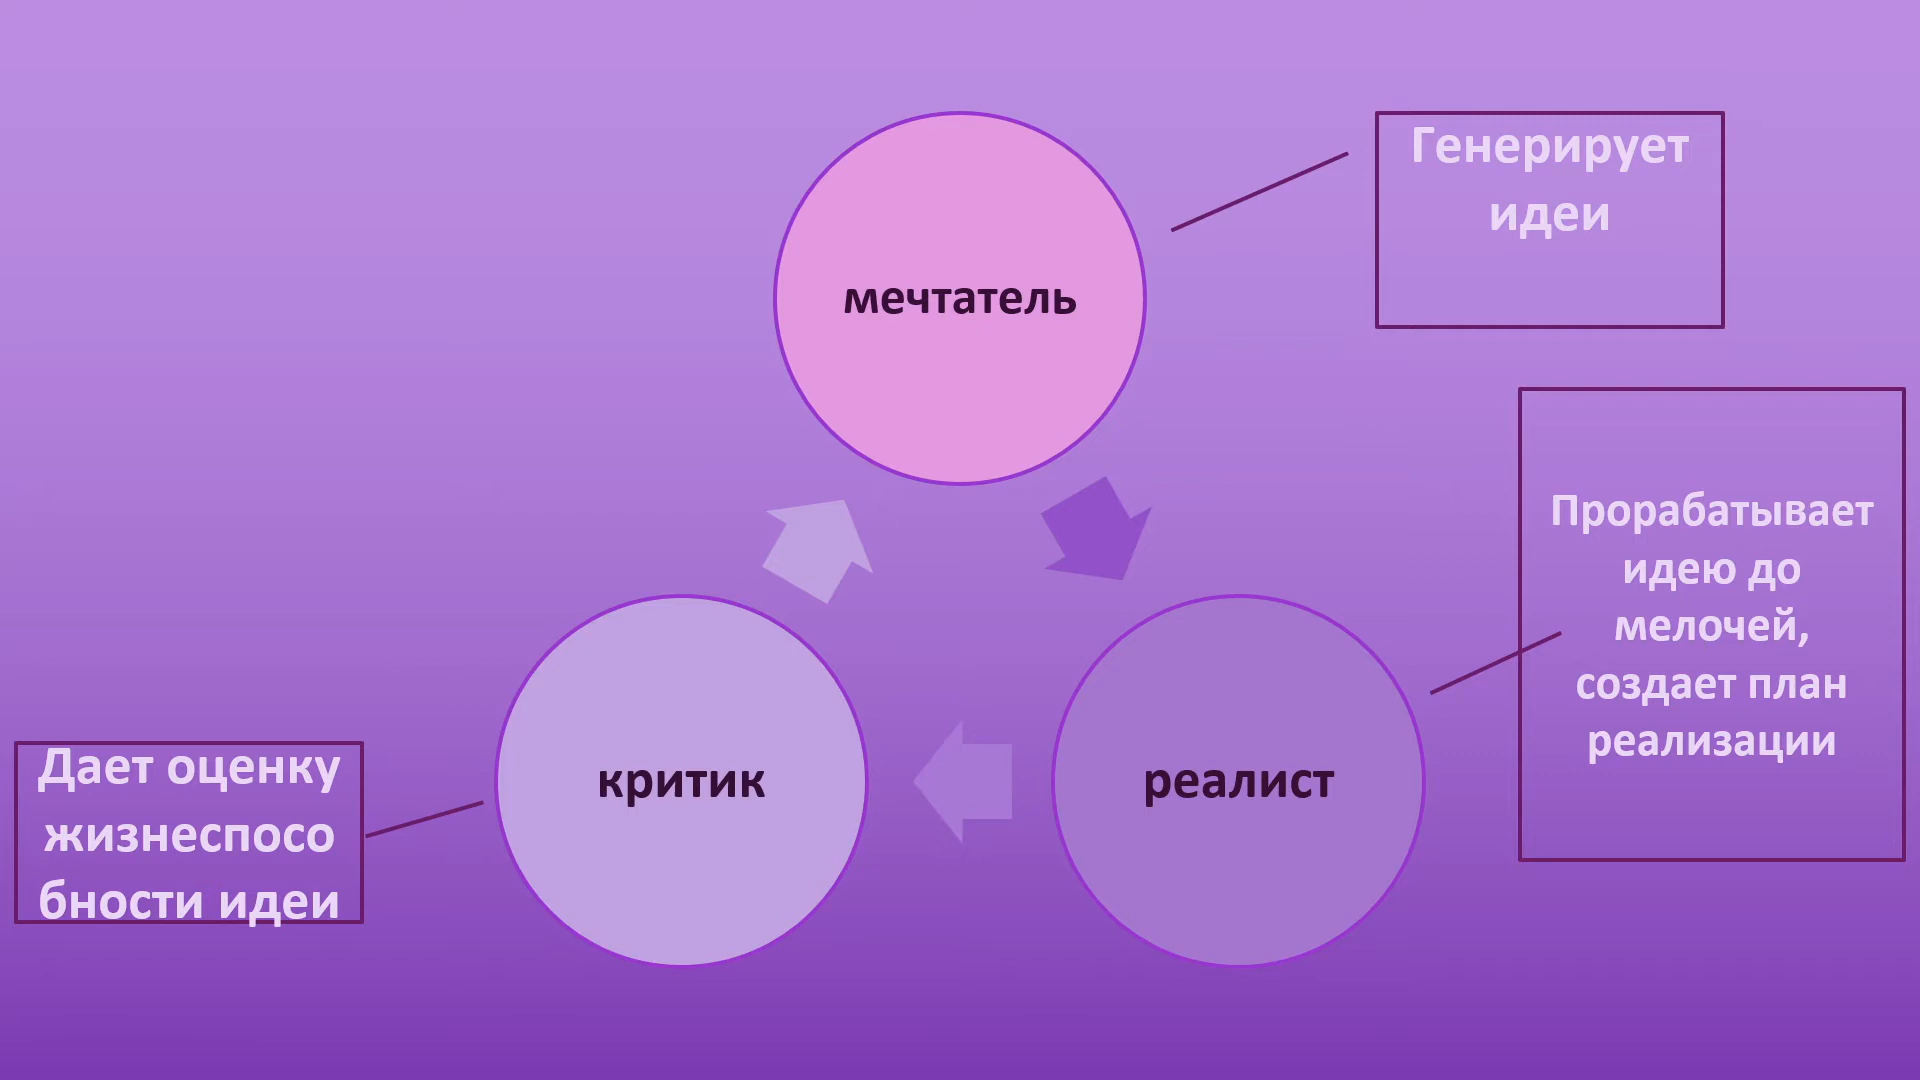 мечтатель
Генерирует
идеи
реалист
Прорабатывает
идею до
мелочей,
создает план
реализации
критик
Дает оценку
жизнеспосо
бности идеи